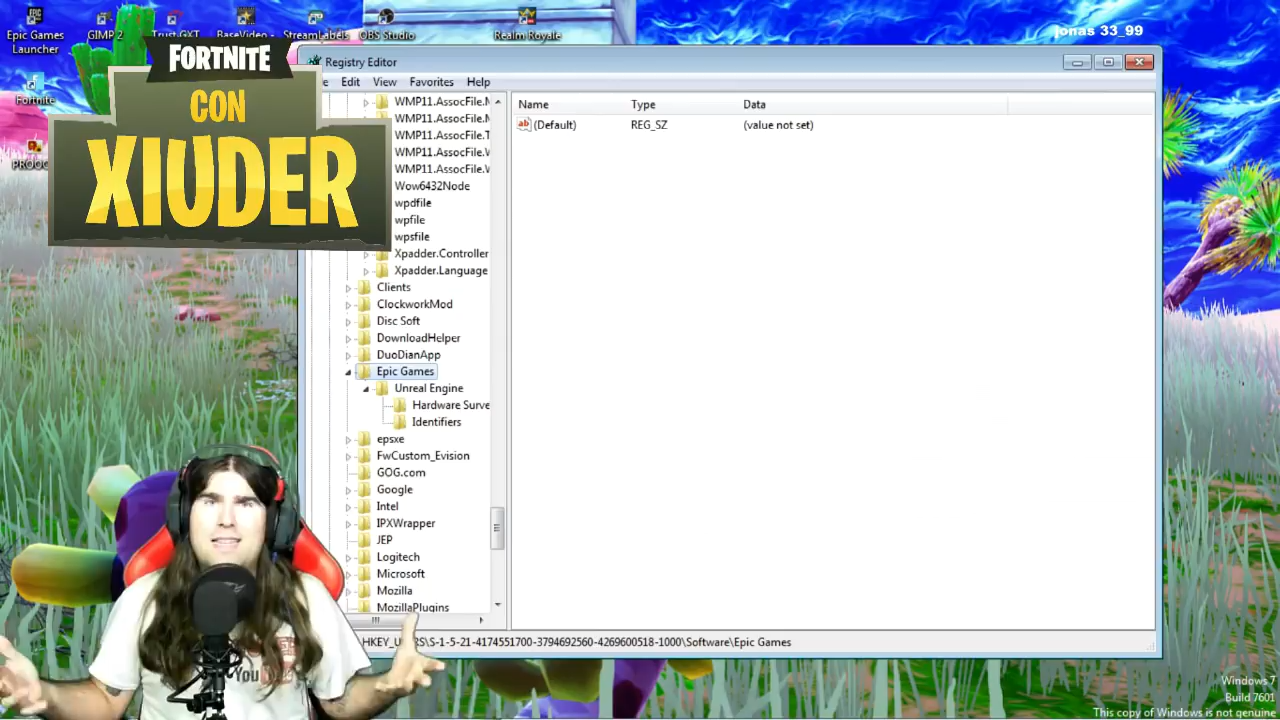 Epic Games
Launcher
GIMP 2
Trust GXT
BaseVideo -
StreamLabels
OBS Studio
Realm Royale
jonas 33_99
Fortnite
FORTNITE
CON
XIUDER
Registry Editor
Edit View Favorites Help
WMP11.AssocFile.
WMP11.AssocFile.
WMP11.AssocFile.T
WMP11.AssocFile.
WMP11.AssocFile.
Wow6432Node
wpdfile
wpfile
wpsfile
Xpadder.Controller
Xpadder.Language
Clients
ClockworkMod
Disc Soft
DownloadHelper
DuoDianApp
Epic Games
Unreal Engine
Hardware Surve
Identifiers
epsxe
FwCustom_Evision
GOG.com
Google
Intel
IPXWrapper
JEP
Logitech
Microsoft
Mozilla
MozillaPlugins
Name Type Data
ab (Default) REG_SZ (value not set)
\S-1-5-21-4174551700-3794692560-4269600518-1000\Software\Epic Games
You
Windows 7
Build 7601
This copy of Windows is not genuine